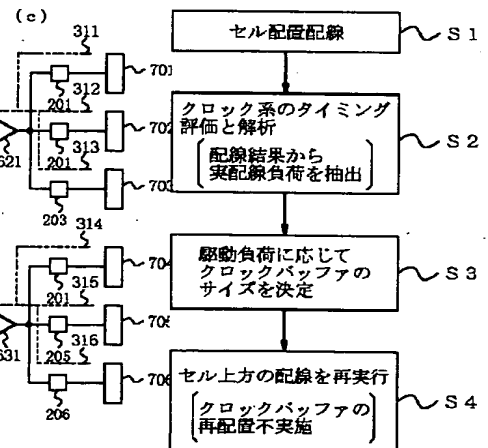 (c)
311
701
201
312
621
201
702
313
203
703
314
201
704
315
631
205
705
316
206
706
セル配置配線
S1
クロック系のタイミング
評価と解析
配線結果から
実配線負荷を抽出
S2
駆動負荷に応じて
クロックバッファの
サイズを決定
S3
セル上方の配線を再実行
クロックバッファの
再配置不実施
S4